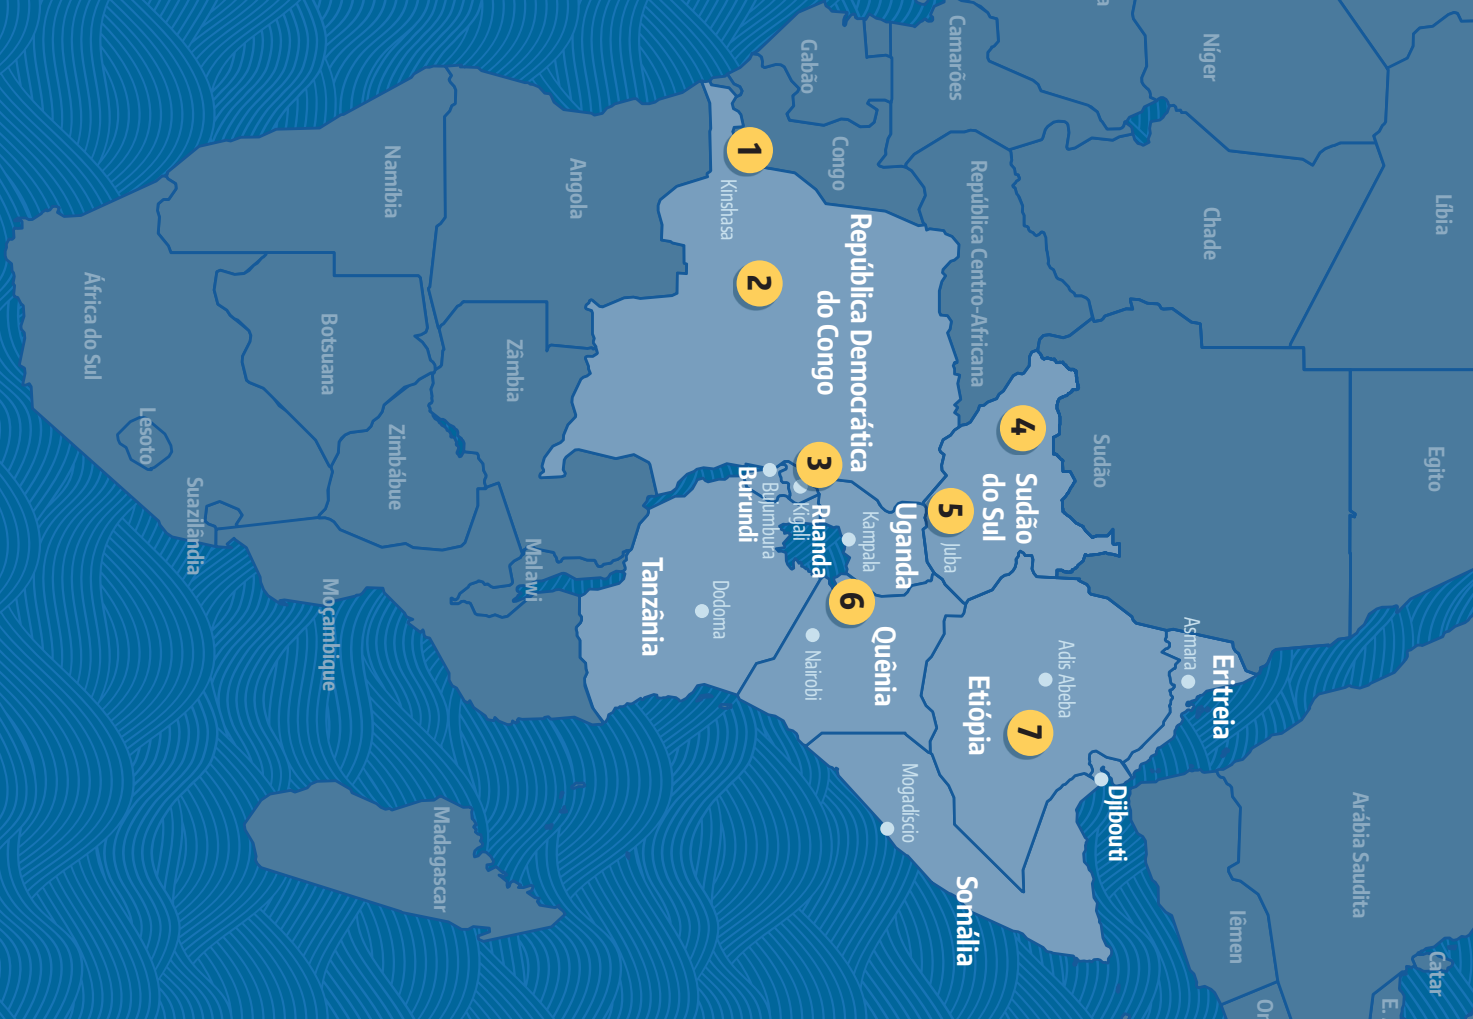 Gabão
Camarões
Níger
Líbia
Congo
República Centro-Africana
Chade
Egito
Sudão
Angola
Namíbia
Zâmbia
Botsuana
Zimbábue
África do Sul
Lesoto
Suazilândia
Moçambique
Malawi
Madagascar
Arábia Saudita
Iêmen
Catar
E.
Or
a
1
Kinshasa
2
República Democrática
do Congo
3
4
Sudão
do Sul
5
Juba
Uganda
Kampala
Ruanda
Kigali
Bujumbura
Burundi
6
Quênia
Nairobi
Tanzânia
Dodoma
Eritreia
Asmara
Adis Abeba
7
Etiópia
Djibouti
Mogadíscio
Somália